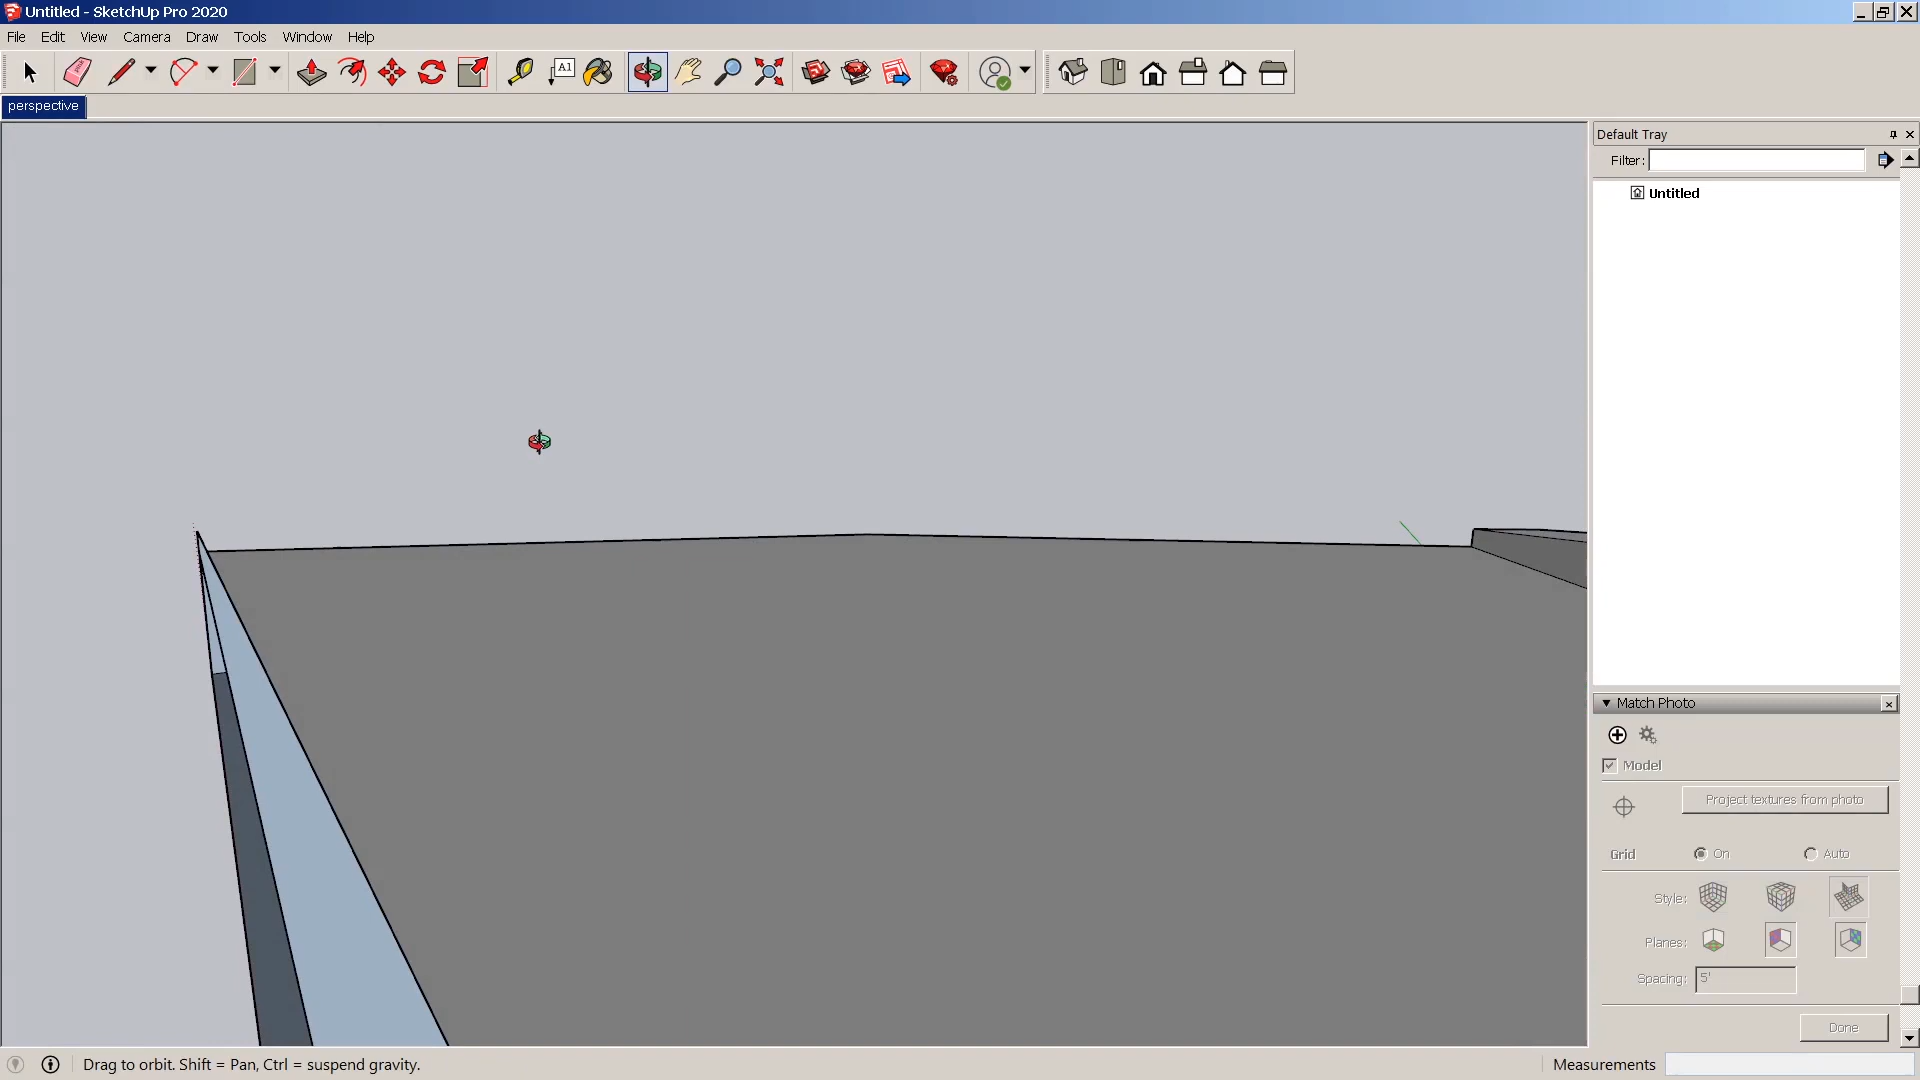 Untitled - SketchUp Pro 2020
File Edit View Camera Draw Tools Window Help
A1
perspective
Default Tray
Filter:
Untitled
Match Photo
Model
Project textures from photo
Grid On Auto
Style:
Planes:
Spacing: 5'
Done
Drag to orbit. Shift = Pan, Ctrl = suspend gravity.
Measurements